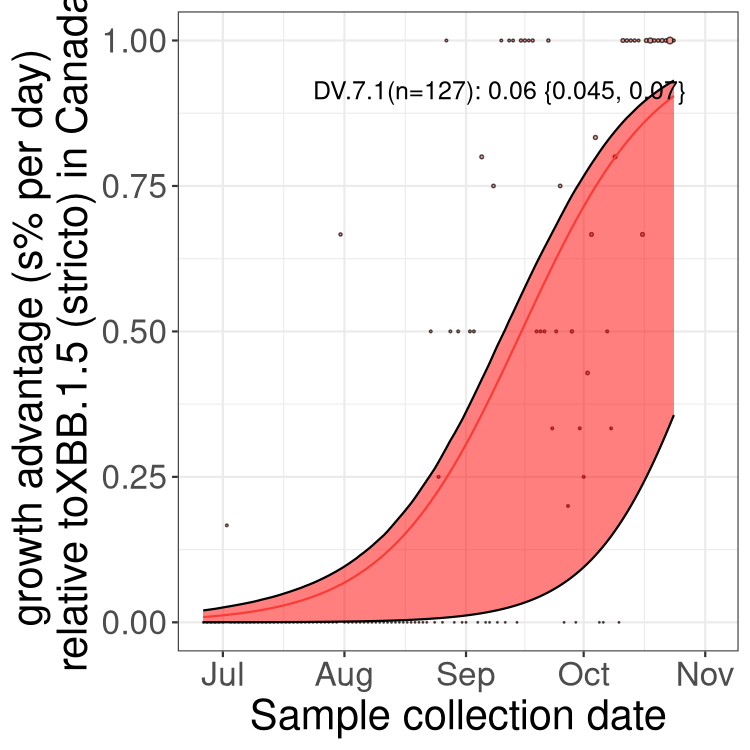 growth advantage (s% per day)
relative toXBB.1.5 (stricto) in Canada
1.00
0.75
0.50
0.25
0.00
DV.7.1(n=127): 0.06 {0.045, 0.07}
Jul Aug Sep Oct Nov
Sample collection date